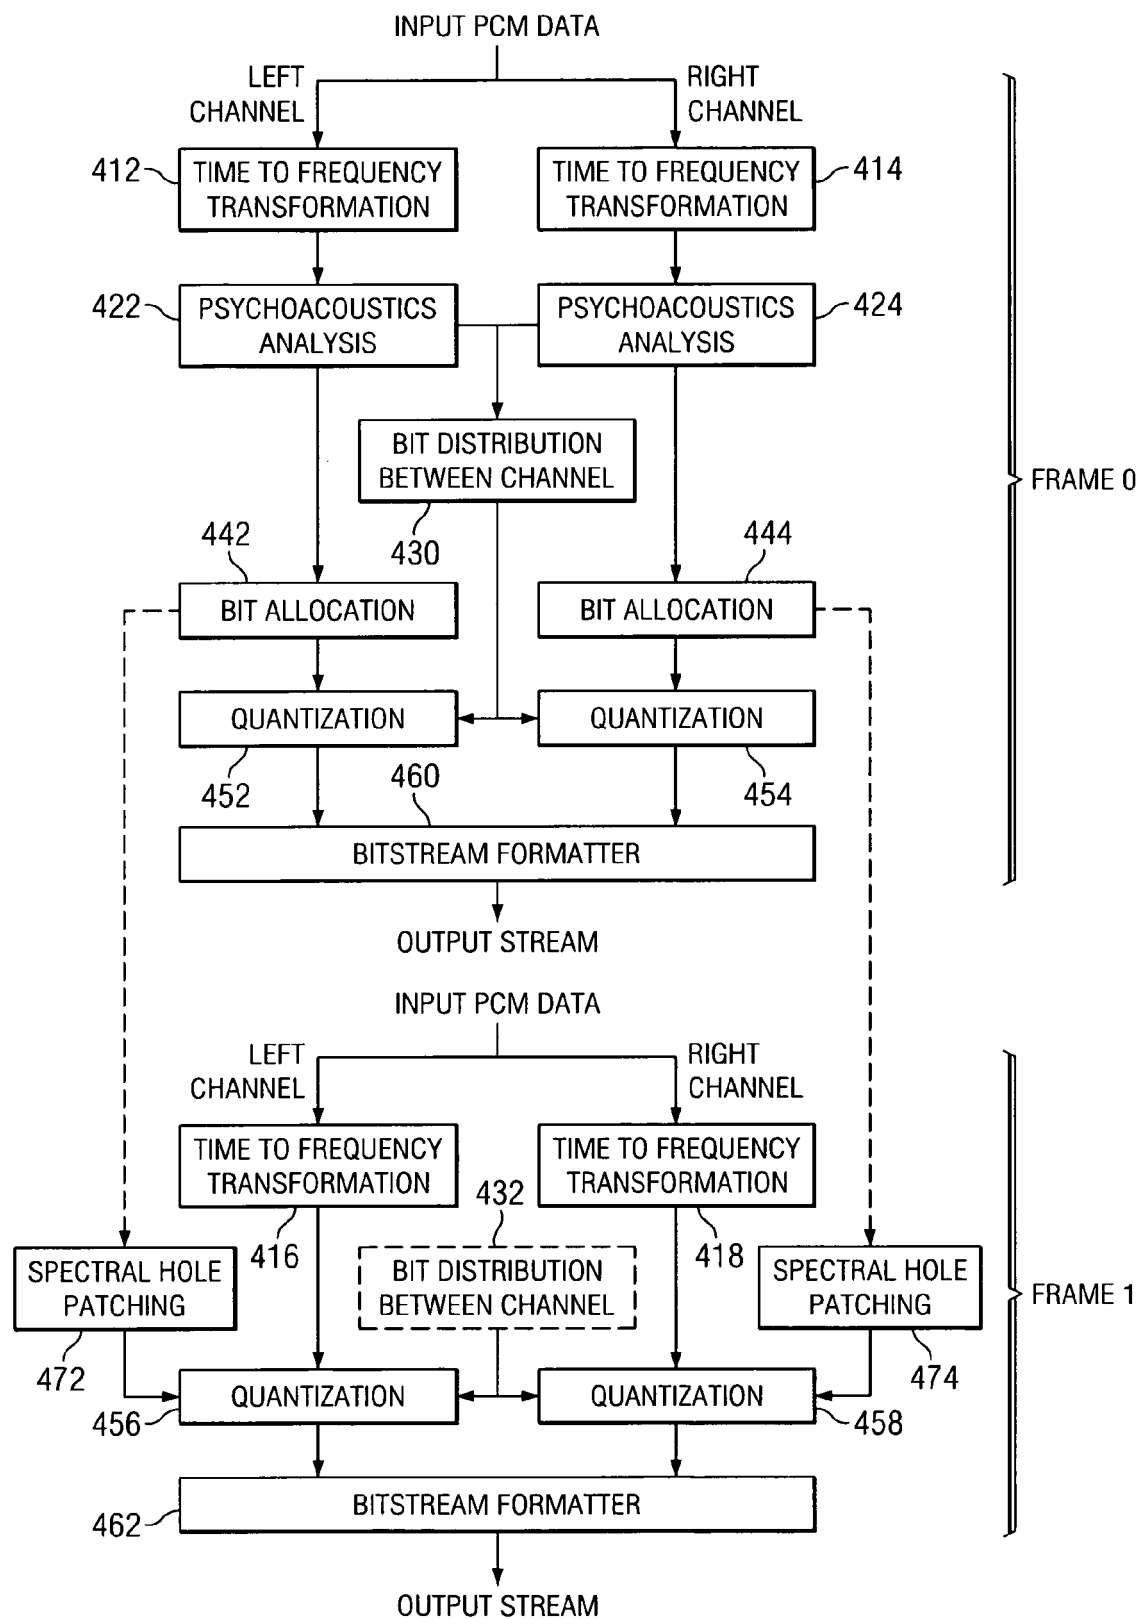 INPUT PCM DATA
LEFT
CHANNEL
RIGHT
CHANNEL
412
TIME TO FREQUENCY
TRANSFORMATION
TIME TO FREQUENCY
TRANSFORMATION
414
422
PSYCHOACOUSTICS
ANALYSIS
PSYCHOACOUSTICS
ANALYSIS
424
BIT DISTRIBUTION
BETWEEN CHANNEL
430
FRAME 0
442
BIT ALLOCATION
444
BIT ALLOCATION
QUANTIZATION
452
QUANTIZATION
454
460
BITSTREAM FORMATTER
OUTPUT STREAM
INPUT PCM DATA
LEFT
CHANNEL
RIGHT
CHANNEL
TIME TO FREQUENCY
TRANSFORMATION
416
TIME TO FREQUENCY
TRANSFORMATION
418
432
BIT DISTRIBUTION
BETWEEN CHANNEL
SPECTRAL HOLE
PATCHING
472
SPECTRAL HOLE
PATCHING
474
FRAME 1
QUANTIZATION
456
QUANTIZATION
458
BITSTREAM FORMATTER
462
OUTPUT STREAM